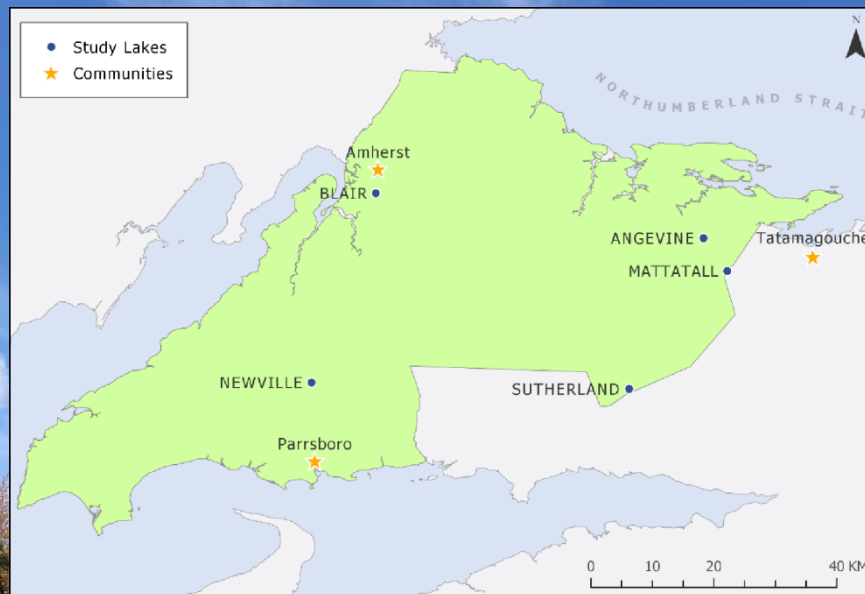 Study Lakes
Communities
N
NORTHUMBERLAND STRAIT
Amherst
BLAIR
ANGEVINE
Tatamagouche
MATTATALL
NEWVILLE
SUTHERLAND
Parrsboro
0 10 20 40 KM